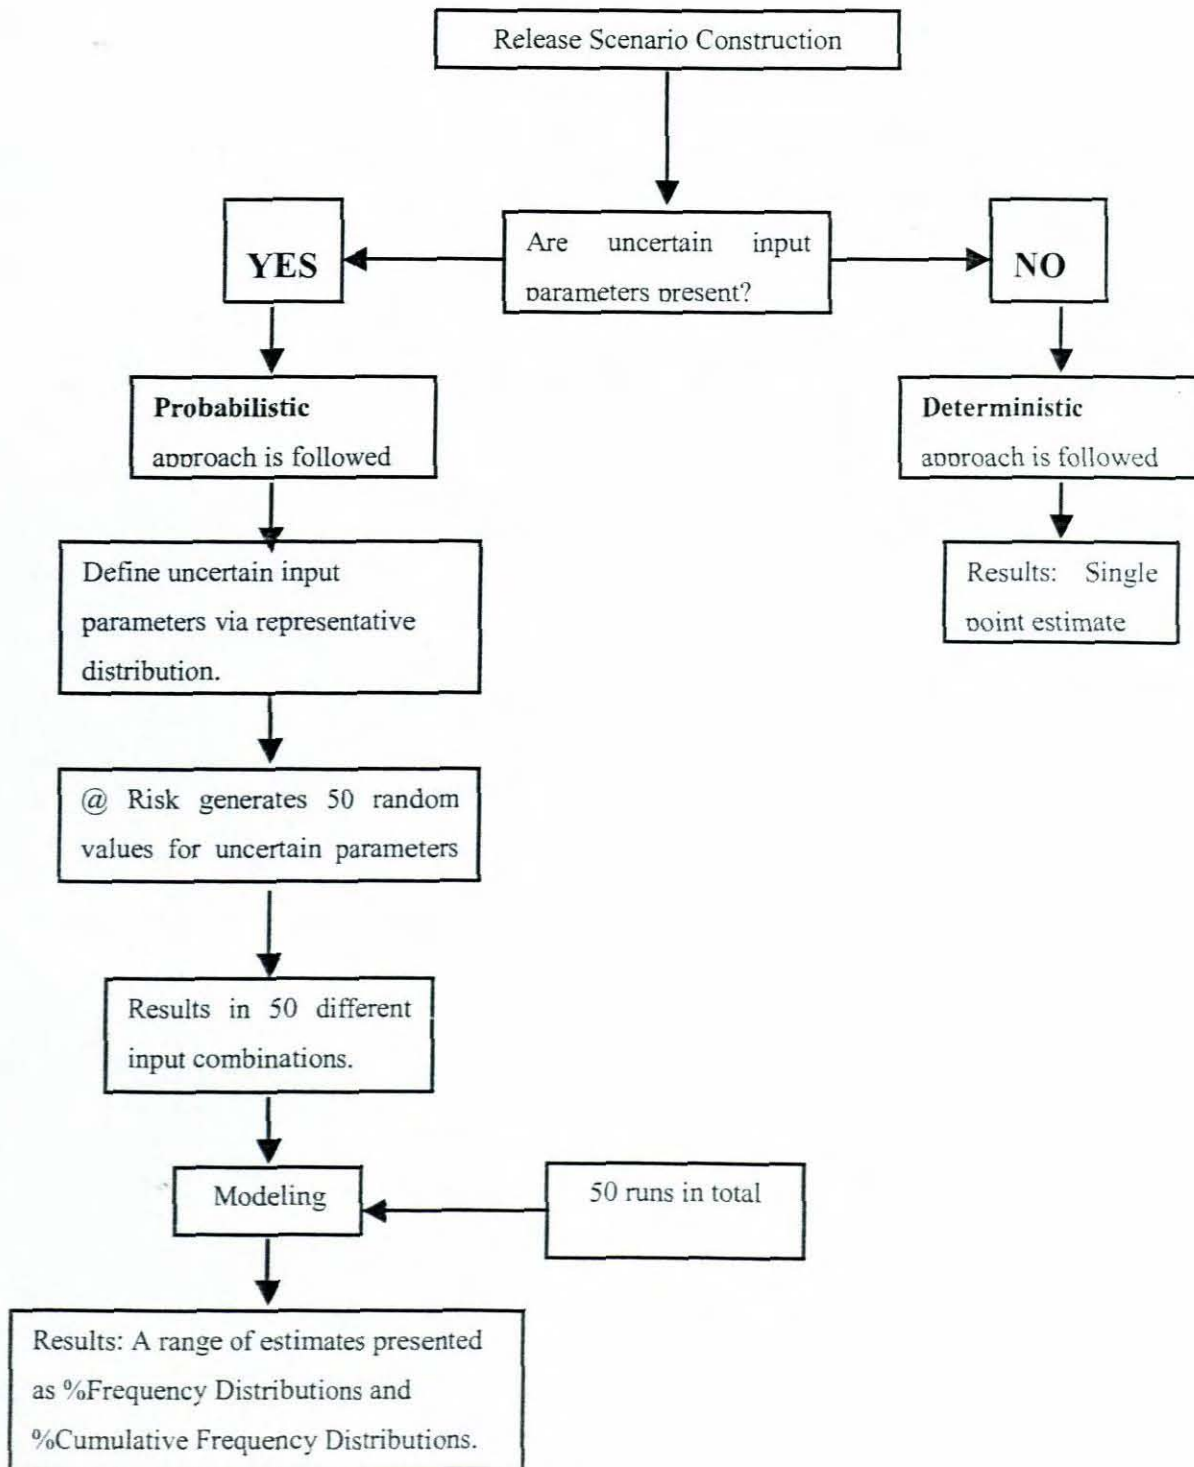 Release Scenario Construction
YES
Are uncertain input
parameters present?
NO
Probabilistic
approach is followed
Deterministic
approach is followed
Define uncertain input
parameters via representative
distribution.
Results: Single
point estimate
@ Risk generates 50 random
values for uncertain parameters
Results in 50 different
input combinations.
Modeling
50 runs in total
Results: A range of estimates presented
as %Frequency Distributions and
%Cumulative Frequency Distributions.